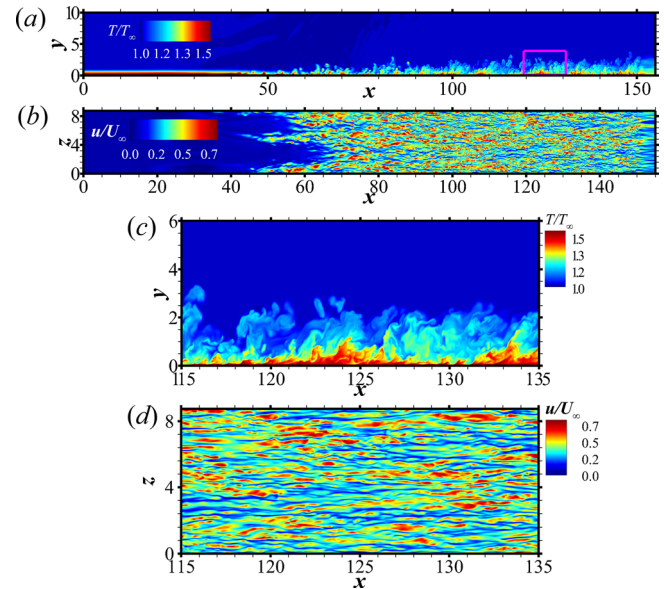 (a)
10
T/T∞
1.0 1.2 1.3 1.5
y
5
0
0 50 100 150
x
(b)
8
u/U∞
0.0 0.2 0.5 0.7
z
4
0
0 20 40 60 80 100 120 140
x
(c)
6
T/T∞
1.5
1.3
1.2
1.0
y
4
2
0
115 120 125 130 135
x
(d)
u/U∞
0.7
0.5
0.2
0.0
8
z
4
0
115 120 125 130 135
x